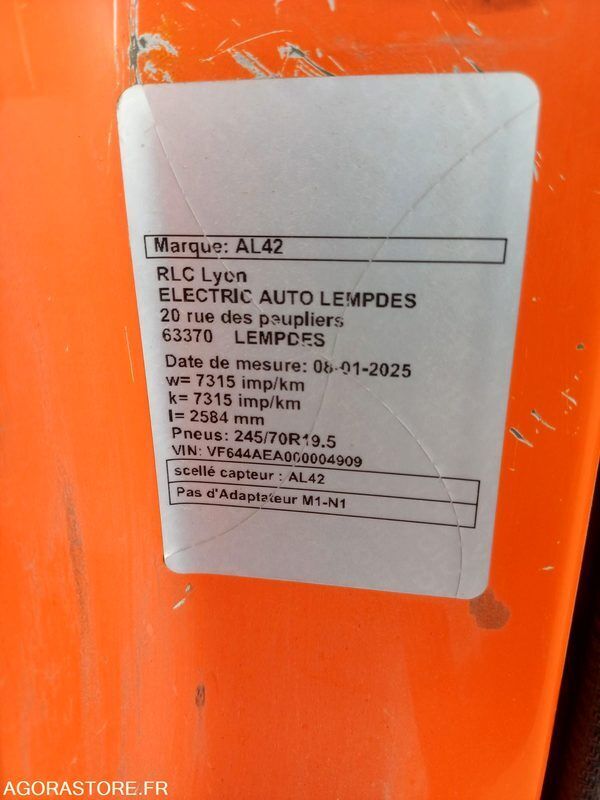 Marque: AL42
RLC Lyon
ELECTRIC AUTO LEMPDES
20 rue des peupliers
63370 LEMPDES
Date de mesure: 08-01-2025
w= 7315 imp/km
k= 7315 imp/km
l= 2584 mm
Pneus: 245/70R19.5
VIN: VF644AEA000004909
scellé capteur : AL42
Pas d'Adaptateur M1-N1
AGORASTORE.FR